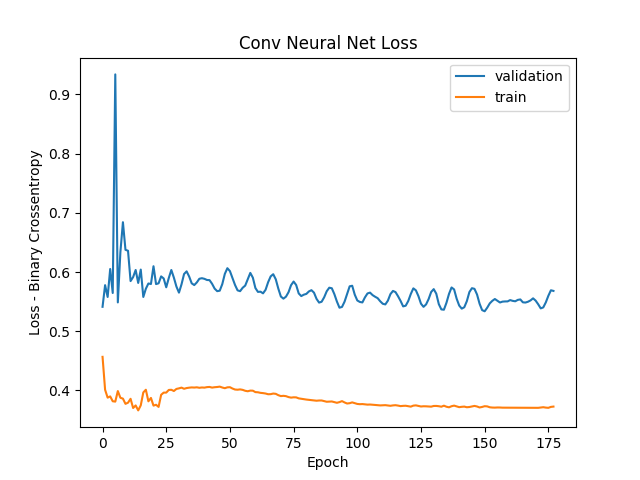 Conv Neural Net Loss
validation
train
0.9
0.8
0.7
0.6
0.5
0.4
Loss - Binary Crossentropy
0 25 50 75 100 125 150 175
Epoch